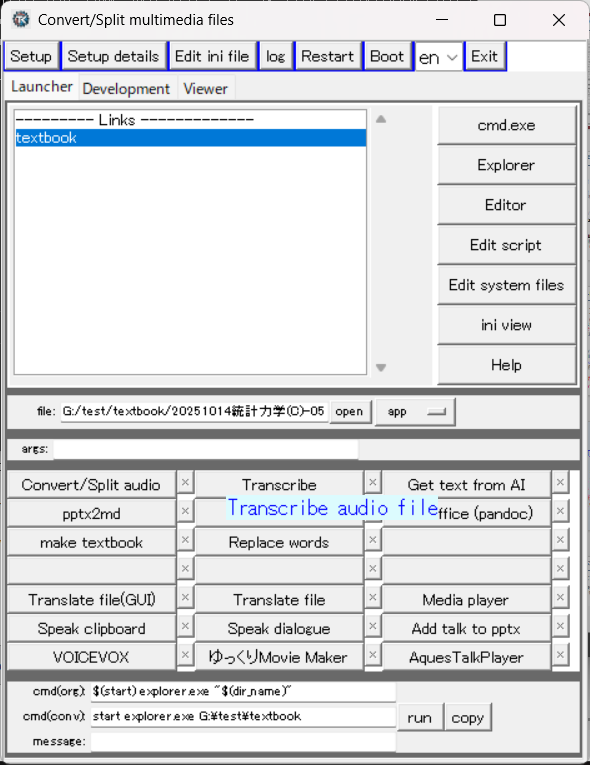 Convert/Split multimedia files
Setup Setup details Edit ini file log Restart Boot en Exit
Launcher Development Viewer
--------- Links -------------
textbook
cmd.exe
Explorer
Editor
Edit script
Edit system files
ini view
Help
file: G:/test/textbook/20251014統計力学(C)-05 open app
args:
Convert/Split audio × Transcribe × Get text from AI ×
pptx2md × Transcribe audio file ffice (pandoc) ×
make textbook × Replace words × ×
× × ×
Translate file(GUI) × Translate file × Media player ×
Speak clipboard × Speak dialogue × Add talk to pptx ×
VOICEVOX × ゆっくりMovie Maker × AquesTalkPlayer ×
cmd(org): $(start) explorer.exe "$(dir_name)"
cmd(conv): start explorer.exe G:¥test¥textbook run copy
message: